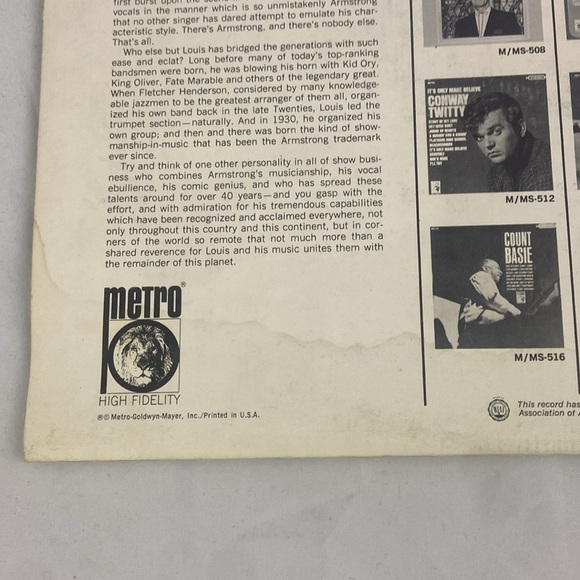 first burst upon the
vocals in the manner which is so unmistakenly Armstrong
that no other singer has dared attempt to emulate his char-
acteristic style. There's Armstrong, and there's nobody else.
That's all.
Who else but Louis has bridged the generations with such
ease and eclat? Long before many of today's top-ranking
bandsmen were born, he was blowing his horn with Kid Ory,
King Oliver, Fate Marable and others of the legendary great.
When Fletcher Henderson, considered by many knowledge-
able jazzmen to be the greatest arranger of them all, organ-
ized his own band back in the late Twenties, Louis led the
trumpet section—naturally. And in 1930, he organized his
own group; and then and there was born the kind of show-
manship-in-music that has been the Armstrong trademark
ever since.
Try and think of one other personality in all of show busi-
ness who combines Armstrong's musicianship, his vocal
ebullience, his comic genius, and who has spread these
talents around for over 40 years—and you gasp with the
effort, and with admiration for his tremendous capabilities
which have been recognized and acclaimed everywhere, not
only throughout this country and this continent, but in cor-
ners of the world so remote that not much more than a
shared reverence for Louis and his music unites them with
the remainder of this planet.
metro®
HIGH FIDELITY
®© Metro-Goldwyn-Mayer, Inc./Printed in U.S.A.
M/MS-508
IT'S ONLY MAKE BELIEVE
CONWAY
TWITTY
M/MS-512
COUNT
BASIE
M/MS-516
This record has
Association of